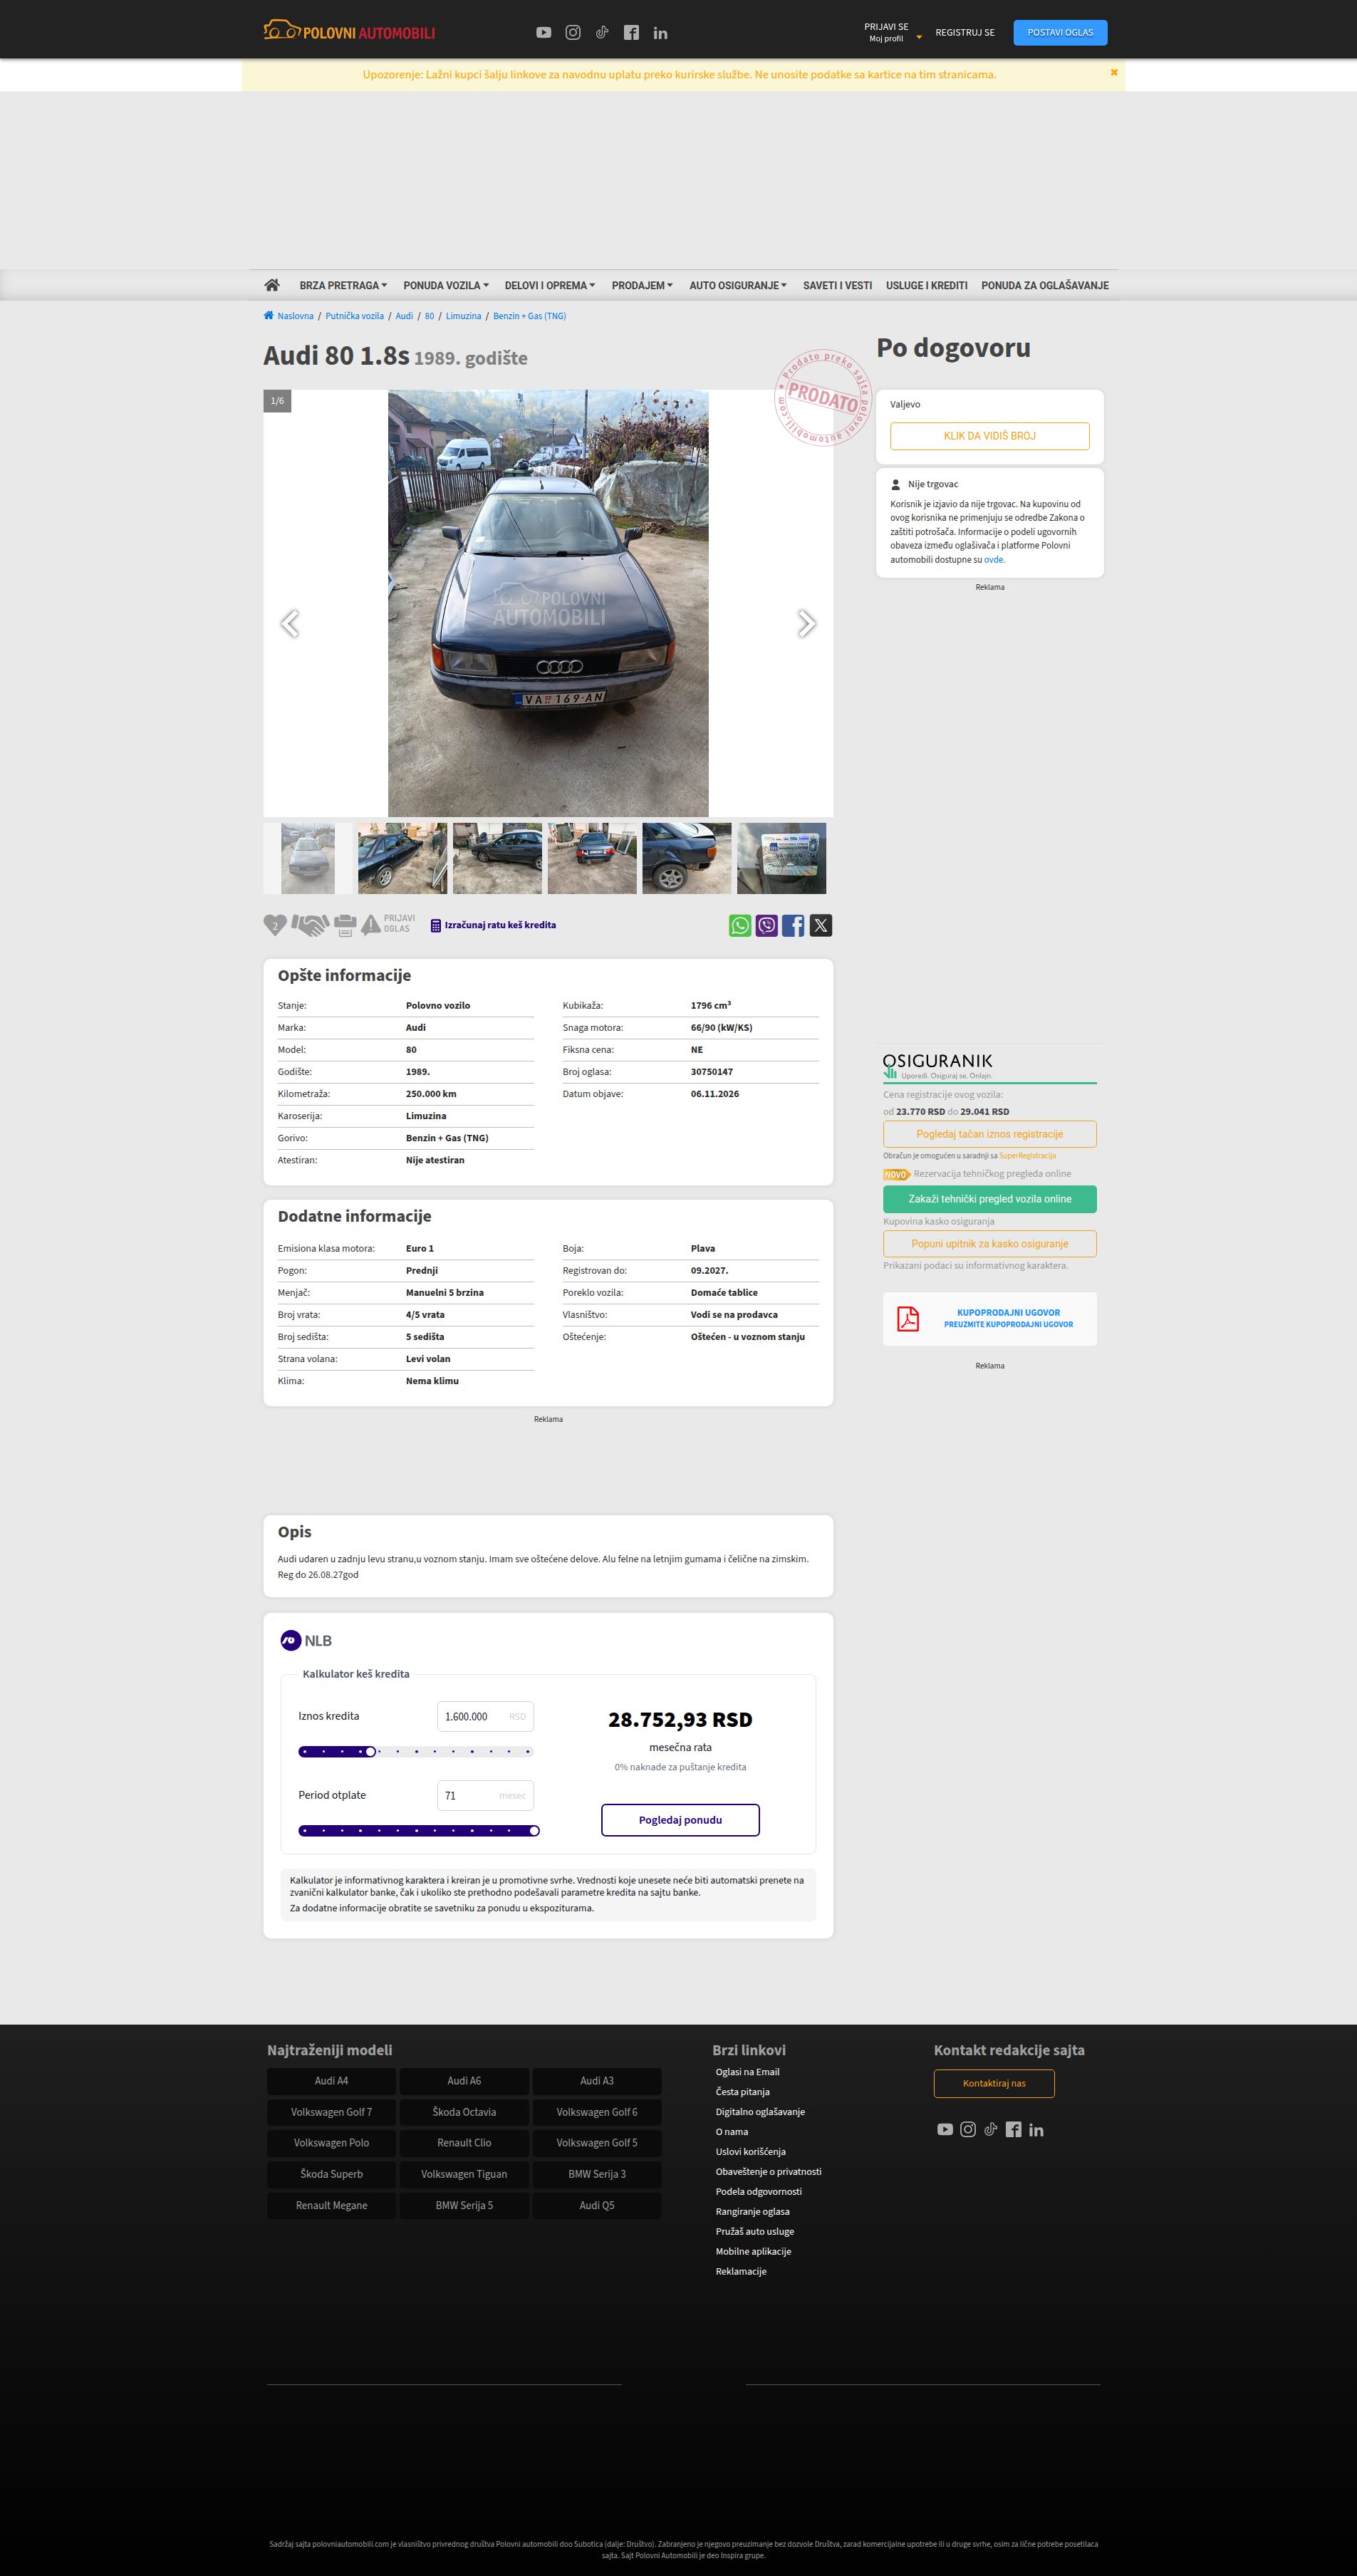 POLOVNI AUTOMOBILI
PRIJAVI SE
Moj profil
REGISTRUJ SE
POSTAVI OGLAS
Upozorenje: Lažni kupci šalju linkove za navodnu uplatu preko kurirske službe. Ne unosite podatke sa kartice na tim stranicama.
BRZA PRETRAGA PONUDA VOZILA DELOVI I OPREMA PRODAJEM AUTO OSIGURANJE SAVETI I VESTI USLUGE I KREDITI PONUDA ZA OGLAŠAVANJE
Naslovna / Putnička vozila / Audi / 80 / Limuzina / Benzin + Gas (TNG)
Audi 80 1.8s 1989. godište
Po dogovoru
Prodato preko sajta polovniautomobili.com
PRODATO
1/6
POLOVNI
AUTOMOBILI
VA 169-AN
Valjevo
KLIK DA VIDIŠ BROJ
Nije trgovac
Korisnik je izjavio da nije trgovac. Na kupovinu od
ovog korisnika ne primenjuju se odredbe Zakona o
zaštiti potrošača. Informacije o podeli ugovornih
obaveza između oglašivača i platforme Polovni
automobili dostupne su ovde.
Reklama
2
PRIJAVI
OGLAS
Izračunaj ratu keš kredita
Opšte informacije
Stanje: Polovno vozilo
Marka: Audi
Model: 80
Godište: 1989.
Kilometraža: 250.000 km
Karoserija: Limuzina
Gorivo: Benzin + Gas (TNG)
Atestiran: Nije atestiran
Kubikaža: 1796 cm³
Snaga motora: 66/90 (kW/KS)
Fiksna cena: NE
Broj oglasa: 30750147
Datum objave: 06.11.2026
OSIGURANIK
Uporedi. Osiguraj se. Onlajn.
Cena registracije ovog vozila:
od 23.770 RSD do 29.041 RSD
Pogledaj tačan iznos registracije
Obračun je omogućen u saradnji sa SuperRegistracija
NOVO Rezervacija tehničkog pregleda online
Zakaži tehnički pregled vozila online
Kupovina kasko osiguranja
Popuni upitnik za kasko osiguranje
Prikazani podaci su informativnog karaktera.
KUPOPRODAJNI UGOVOR
PREUZMITE KUPOPRODAJNI UGOVOR
Reklama
Dodatne informacije
Emisiona klasa motora: Euro 1
Pogon: Prednji
Menjač: Manuelni 5 brzina
Broj vrata: 4/5 vrata
Broj sedišta: 5 sedišta
Strana volana: Levi volan
Klima: Nema klimu
Boja: Plava
Registrovan do: 09.2027.
Poreklo vozila: Domaće tablice
Vlasništvo: Vodi se na prodavca
Oštećenje: Oštećen - u voznom stanju
Reklama
Opis
Audi udaren u zadnju levu stranu,u voznom stanju. Imam sve oštećene delove. Alu felne na letnjim gumama i čelične na zimskim.
Reg do 26.08.27god
NLB
Kalkulator keš kredita
Iznos kredita 1.600.000 RSD
Period otplate 71 mesec
28.752,93 RSD
mesečna rata
0% naknade za puštanje kredita
Pogledaj ponudu
Kalkulator je informativnog karaktera i kreiran je u promotivne svrhe. Vrednosti koje unesete neće biti automatski prenete na
zvanični kalkulator banke, čak i ukoliko ste prethodno podešavali parametre kredita na sajtu banke.
Za dodatne informacije obratite se savetniku za ponudu u ekspoziturama.
Najtraženiji modeli
Audi A4 Audi A6 Audi A3
Volkswagen Golf 7 Škoda Octavia Volkswagen Golf 6
Volkswagen Polo Renault Clio Volkswagen Golf 5
Škoda Superb Volkswagen Tiguan BMW Serija 3
Renault Megane BMW Serija 5 Audi Q5
Brzi linkovi
Oglasi na Email
Česta pitanja
Digitalno oglašavanje
O nama
Uslovi korišćenja
Obaveštenje o privatnosti
Podela odgovornosti
Rangiranje oglasa
Pružaš auto usluge
Mobilne aplikacije
Reklamacije
Kontakt redakcije sajta
Kontaktiraj nas
Sadržaj sajta polovniautomobili.com je vlasništvo privrednog društva Polovni automobili doo Subotica (dalje: Društvo). Zabranjeno je njegovo preuzimanje bez dozvole Društva, zarad komercijalne upotrebe ili u druge svrhe, osim za lične potrebe posetilaca
sajta. Sajt Polovni Automobili je deo Inspira grupe.